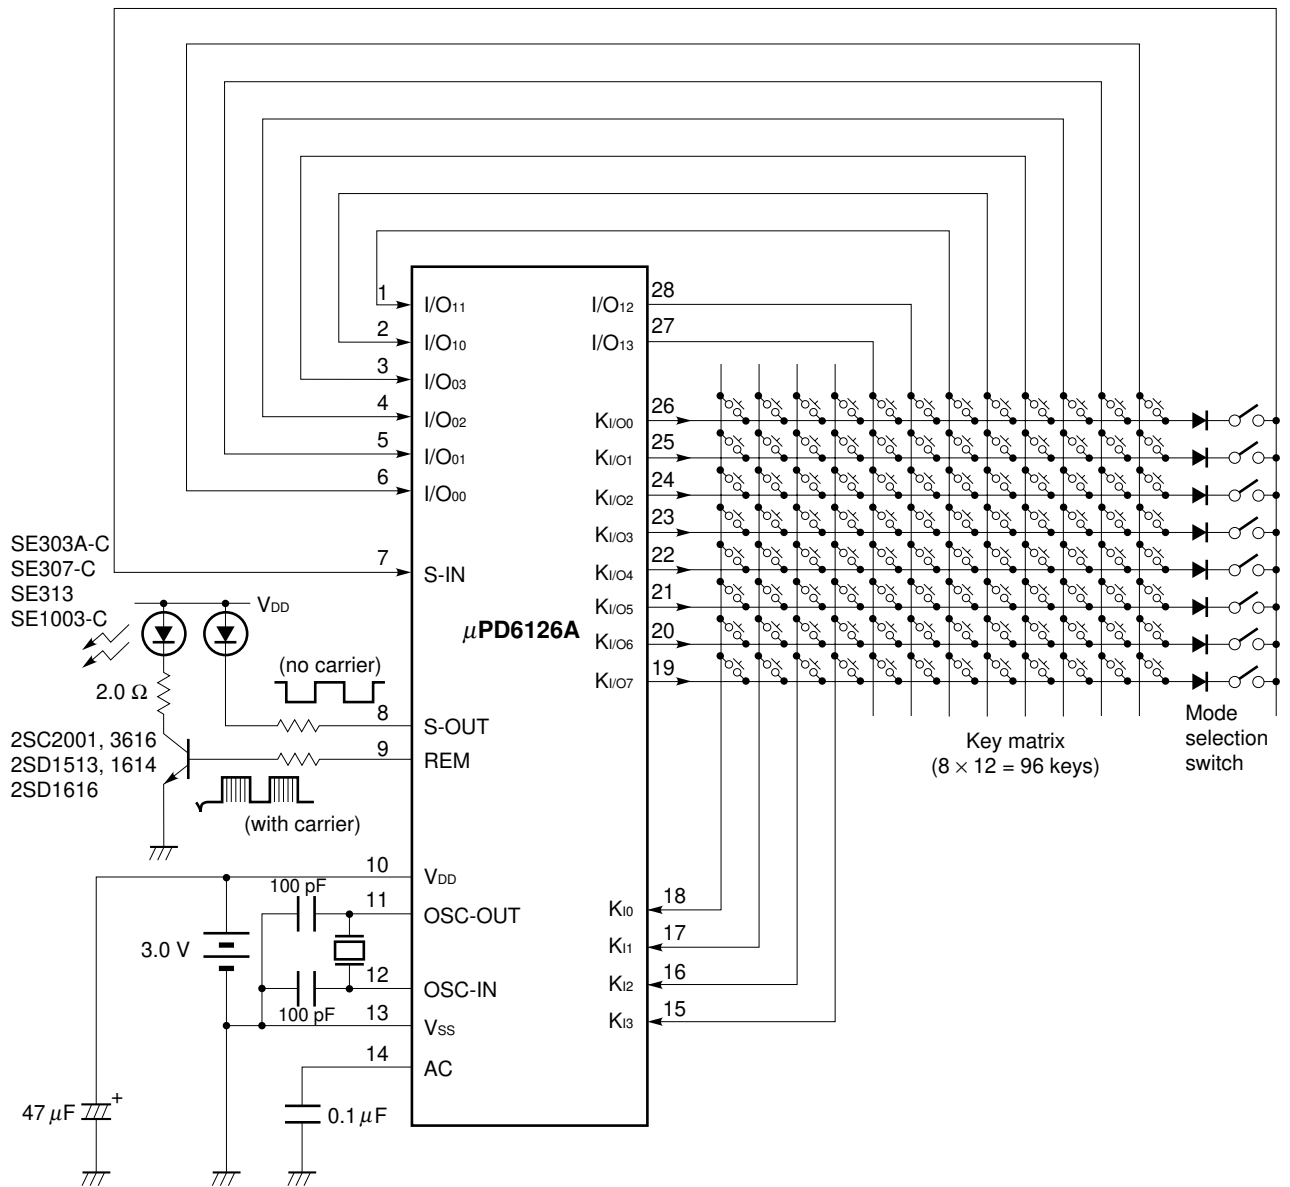 1
I/O11
2
I/O10
3
I/O03
4
I/O02
5
I/O01
6
I/O00
7
S-IN
28
I/O12
27
I/O13
26
KI/O0
25
KI/O1
24
KI/O2
23
KI/O3
22
KI/O4
21
KI/O5
20
KI/O6
19
KI/O7
SE303A-C
SE307-C
SE313
SE1003-C
VDD
µPD6126A
(no carrier)
2.0 Ω
8
S-OUT
9
REM
2SC2001, 3616
2SD1513, 1614
2SD1616
(with carrier)
Key matrix
(8 × 12 = 96 keys)
Mode
selection
switch
10
VDD
100 pF
11
OSC-OUT
3.0 V
12
OSC-IN
100 pF
13
VSS
14
AC
47 µF
+
0.1 µF
18
KI0
17
KI1
16
KI2
15
KI3